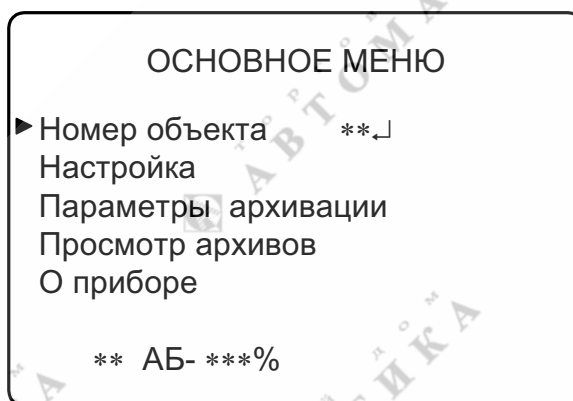 ОСНОВНОЕ МЕНЮ
Номер объекта **↵
Настройка
Параметры архивации
Просмотр архивов
О приборе
** АБ- ***%